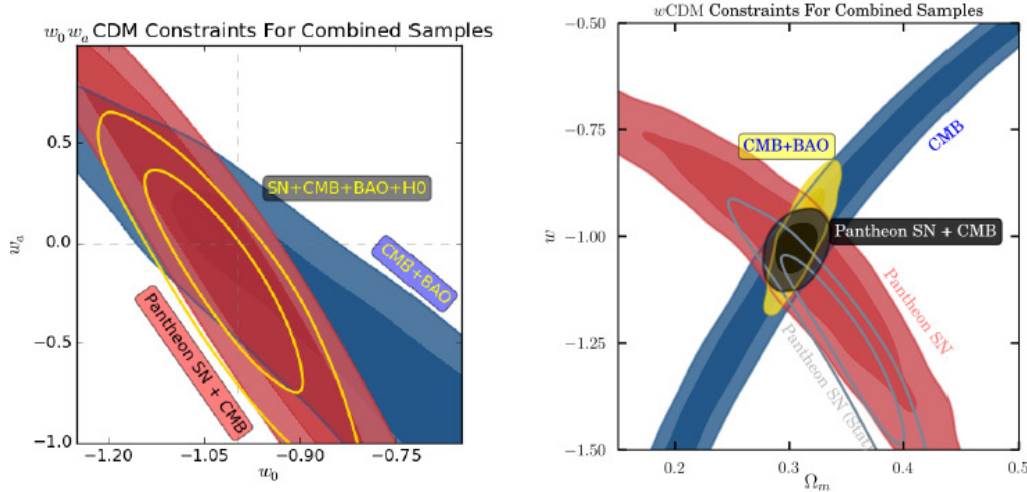 w₀ wₐ CDM Constraints For Combined Samples
0.5
0.0
−0.5
−1.0
wₐ
SN+CMB+BAO+H0
CMB+BAO
Pantheon SN + CMB
−1.20
−1.05
−0.90
−0.75
w₀
wCDM Constraints For Combined Samples
−0.50
−0.75
−1.00
−1.25
−1.50
w
CMB+BAO
CMB
Pantheon SN + CMB
Pantheon SN
Pantheon SN (Stat)
0.2
0.3
0.4
0.5
Ωₘ